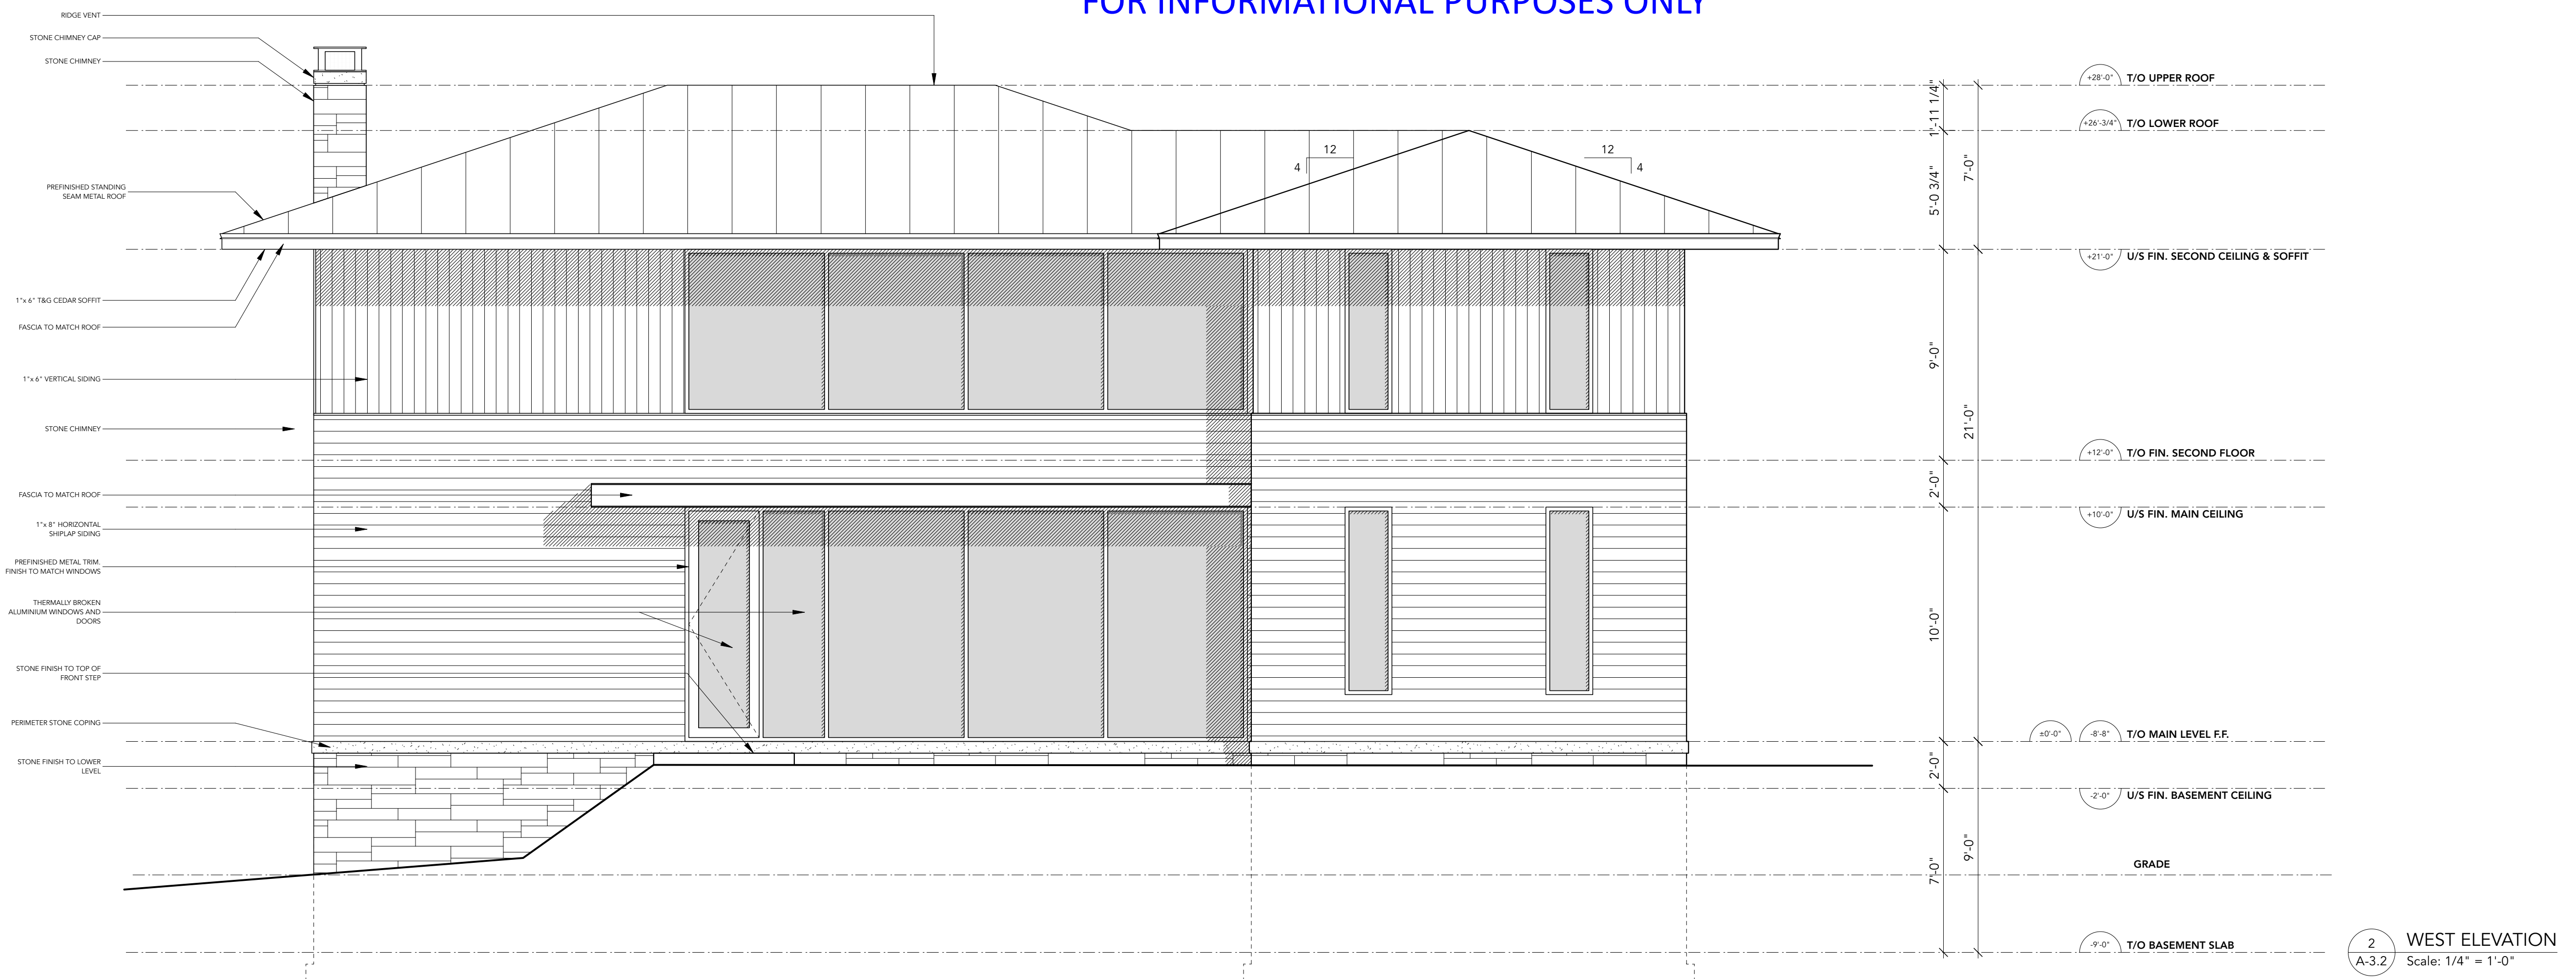 FOR INFORMATIONAL PURPOSES ONLY
RIDGE VENT
STONE CHIMNEY CAP
STONE CHIMNEY
PREFINISHED STANDING
SEAM METAL ROOF
1"x 6" T&G CEDAR SOFFIT
FASCIA TO MATCH ROOF
1"x 6" VERTICAL SIDING
STONE CHIMNEY
FASCIA TO MATCH ROOF
1"x 8" HORIZONTAL
SHIPLAP SIDING
PREFINISHED METAL TRIM.
FINISH TO MATCH WINDOWS
THERMALLY BROKEN
ALUMINIUM WINDOWS AND
DOORS
STONE FINISH TO TOP OF
FRONT STEP
PERIMETER STONE COPING
STONE FINISH TO LOWER
LEVEL
12
4
12
4
1'-11 1/4"
5'-0 3/4"
7'-0"
9'-0"
21'-0"
2'-0"
10'-0"
2'-0"
7'-0"
9'-0"
+28'-0" T/O UPPER ROOF
+26'-3/4" T/O LOWER ROOF
+21'-0" U/S FIN. SECOND CEILING & SOFFIT
+12'-0" T/O FIN. SECOND FLOOR
+10'-0" U/S FIN. MAIN CEILING
±0'-0" -8'-8" T/O MAIN LEVEL F.F.
-2'-0" U/S FIN. BASEMENT CEILING
GRADE
-9'-0" T/O BASEMENT SLAB
2
A-3.2
WEST ELEVATION
Scale: 1/4" = 1'-0"